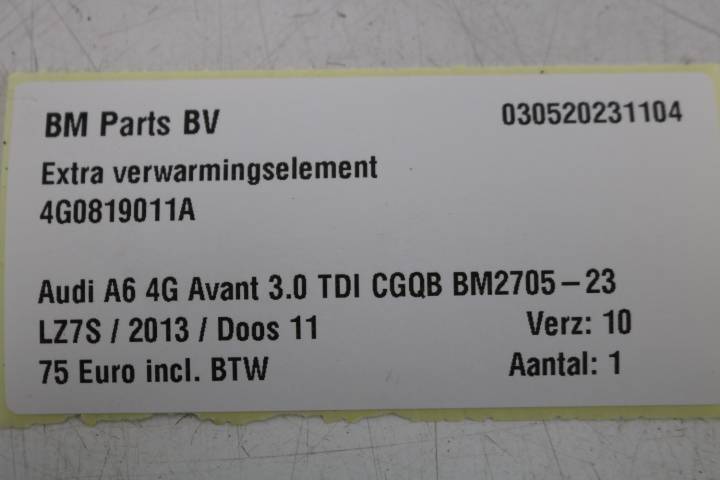 BM Parts BV 030520231104
Extra verwarmingselement
4G0819011A
Audi A6 4G Avant 3.0 TDI CGQB BM2705-23
LZ7S / 2013 / Doos 11 Verz: 10
75 Euro incl. BTW Aantal: 1